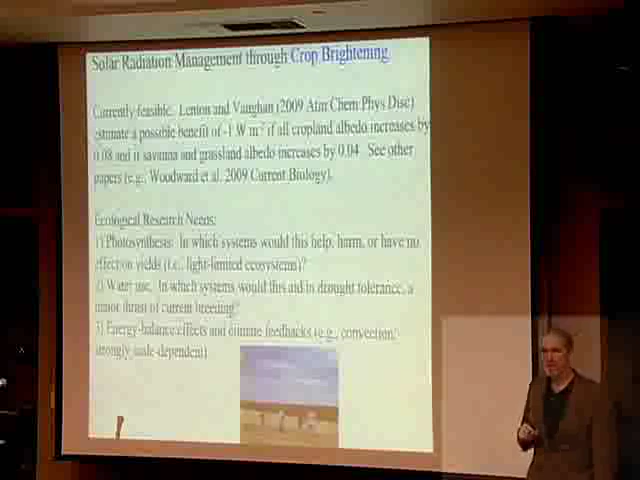 Solar Radiation Management through Crop Brightening
Currently feasible. Lenton and Vaughan (2009 Atm Chem Phys Disc)
estimate a possible benefit of -1 W m⁻² if all cropland albedo increases by
0.08 and if savanna and grassland albedo increases by 0.04. See other
papers (e.g., Woodward et al. 2009 Current Biology).
Ecological Research Needs:
1) Photosynthesis. In which systems would this help, harm, or have no
effect on yields (i.e., light-limited ecosystems)?
2) Water use. In which systems would this aid in drought tolerance, a
major thrust of current breeding?
3) Energy-balance effects and climate feedbacks (e.g., convection;
strongly scale-dependent)